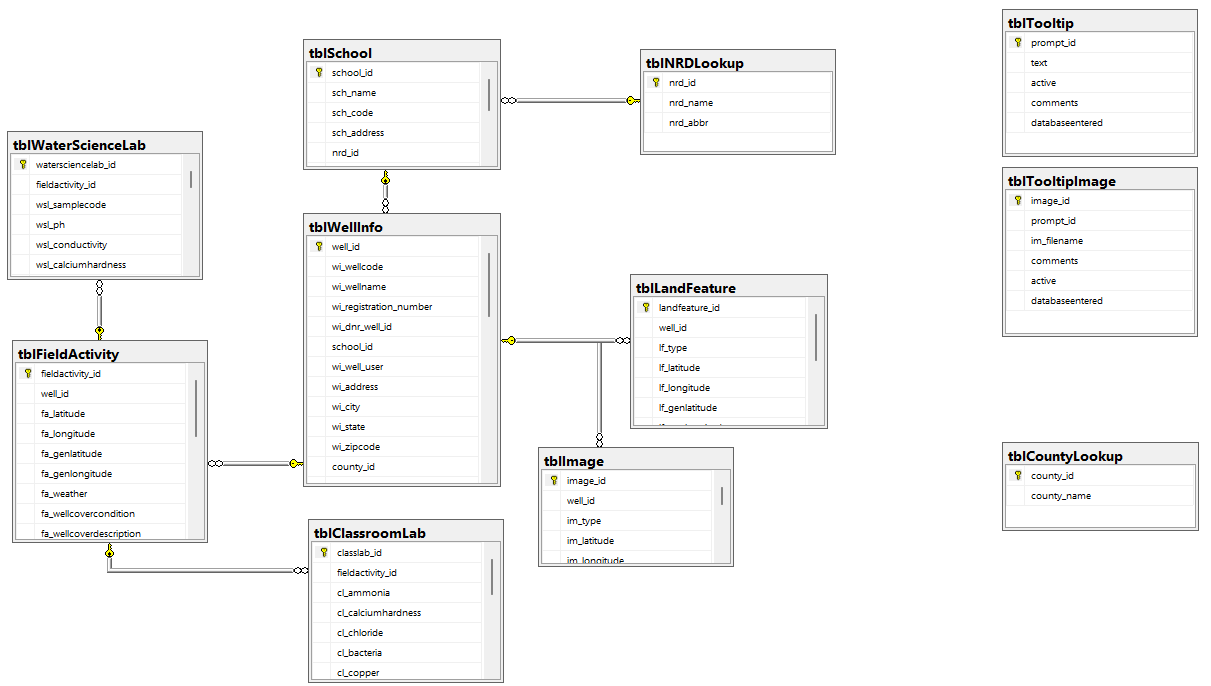 tblSchool
school_id
sch_name
sch_code
sch_address
nrd_id
tblNRDLookup
nrd_id
nrd_name
nrd_abbr
tblTooltip
prompt_id
text
active
comments
databaseentered
tblWaterScienceLab
watersciencelab_id
fieldactivity_id
wsl_samplecode
wsl_ph
wsl_conductivity
wsl_calciumhardness
tblTooltipImage
image_id
prompt_id
im_filename
comments
active
databaseentered
tblWellInfo
well_id
wi_wellcode
wi_wellname
wi_registration_number
wi_dnr_well_id
school_id
wi_well_user
wi_address
wi_city
wi_state
wi_zipcode
county_id
tblLandFeature
landfeature_id
well_id
lf_type
lf_latitude
lf_longitude
lf_genlatitude
tblFieldActivity
fieldactivity_id
well_id
fa_latitude
fa_longitude
fa_genlatitude
fa_genlongitude
fa_weather
fa_wellcovercondition
fa_wellcoverdescription
tblImage
image_id
well_id
im_type
im_latitude
im_longitude
tblCountyLookup
county_id
county_name
tblClassroomLab
classlab_id
fieldactivity_id
cl_ammonia
cl_calciumhardness
cl_chloride
cl_bacteria
cl_copper